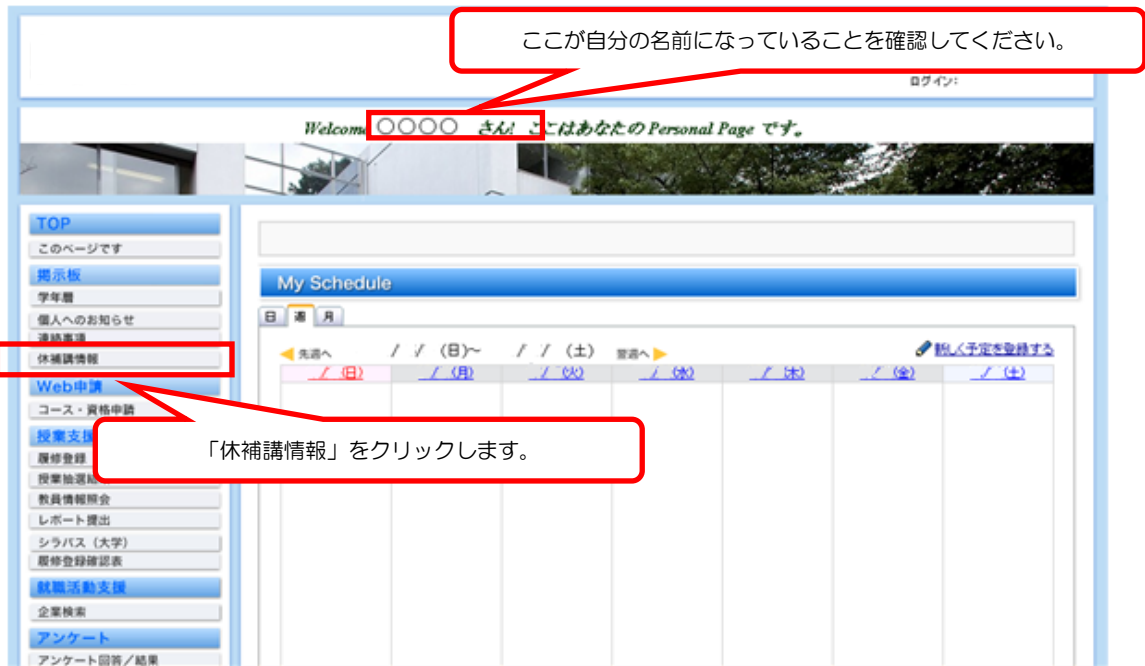 ここが自分の名前になっていることを確認してください。
ログイン:
Welcome ○○○○ さん! ここはあなたの Personal Page です。
TOP
このページです
掲示板
学年暦
個人へのお知らせ
連絡事項
休補講情報
Web申請
コース・資格申請
授業支援
履修登録
授業抽選結
教員情報照会
レポート提出
シラバス（大学）
履修登録確認表
就職活動支援
企業検索
アンケート
アンケート回答／結果
My Schedule
日 週 月
先週へ / / (日)～ / / (土) 翌週へ
新しく予定を登録する
/ (日) / (月) / (火) / (水) / (木) / (金) / (土)
「休補講情報」をクリックします。